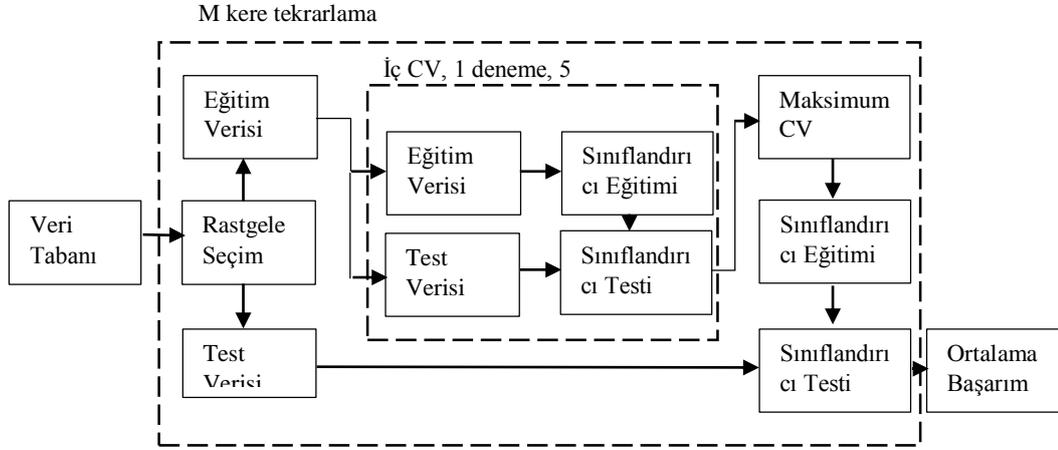 M kere tekrarlama
İç CV, 1 deneme, 5
Eğitim
Verisi
Maksimum
CV
Eğitim
Verisi
Sınıflandırı
cı Eğitimi
Veri
Tabanı
Rastgele
Seçim
Sınıflandırı
cı Eğitimi
Test
Verisi
Sınıflandırı
cı Testi
Test
Verisi
Sınıflandırı
cı Testi
Ortalama
Başarım